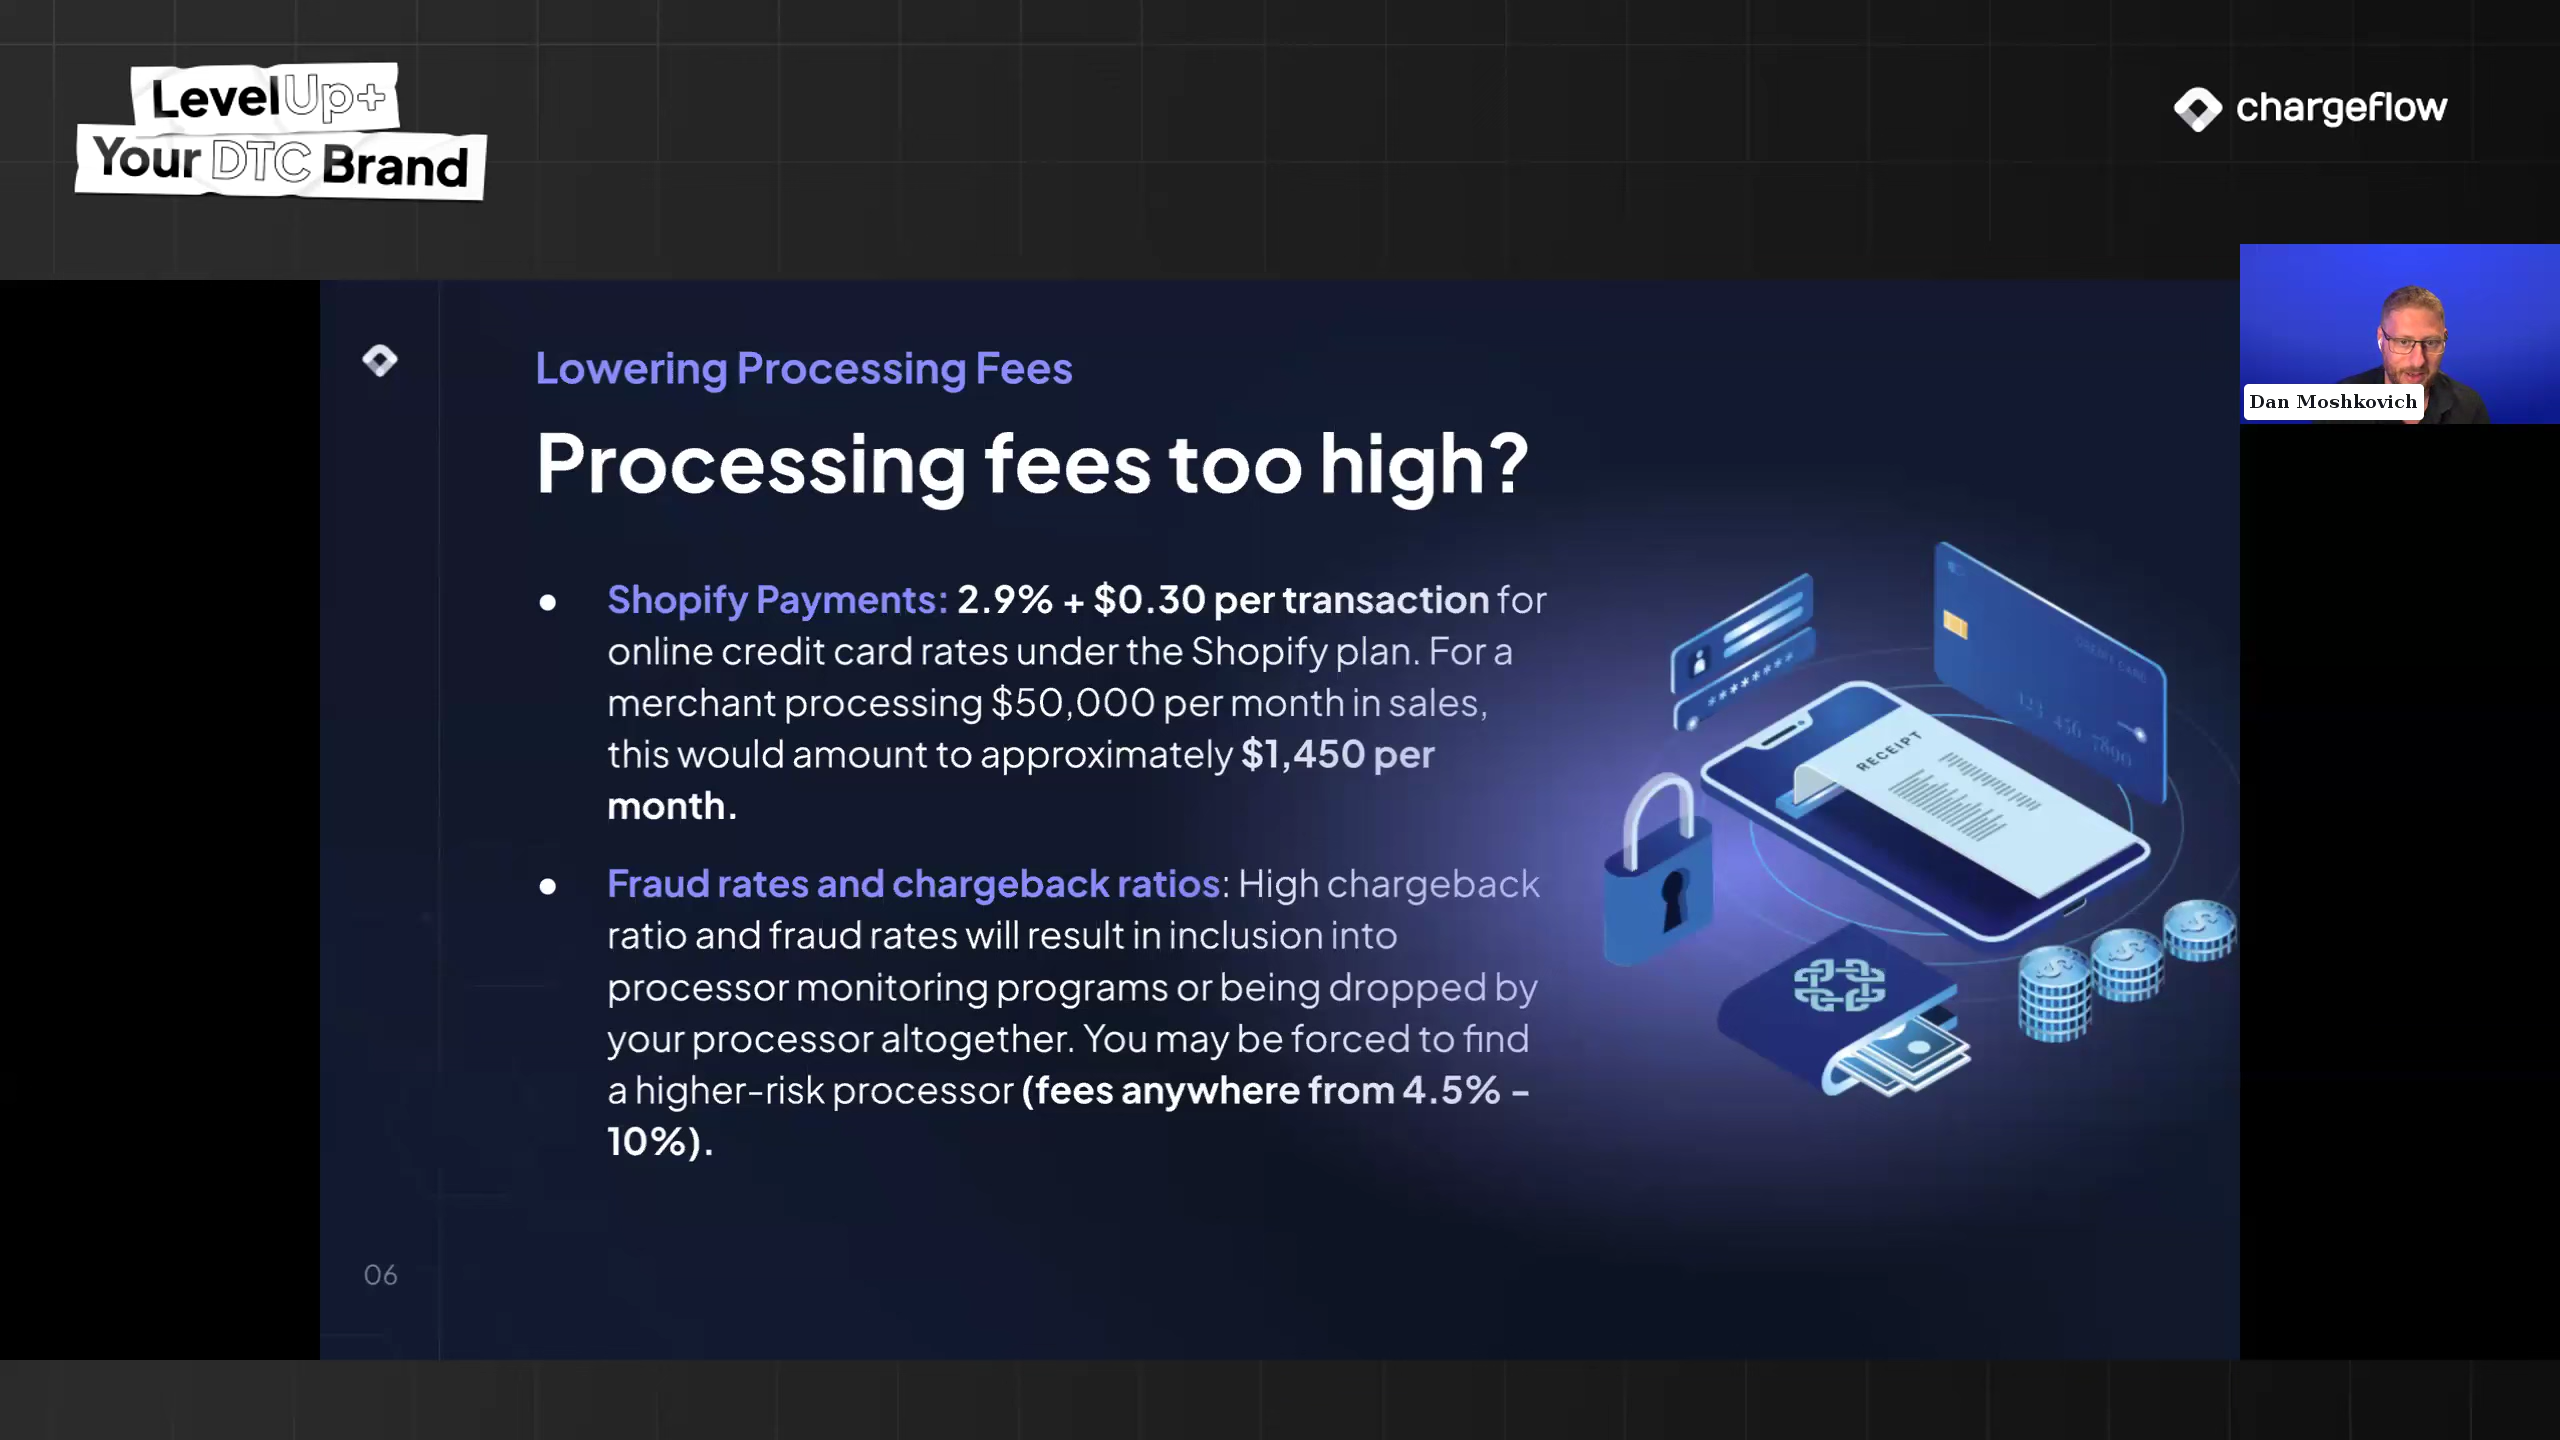 LevelUp+
Your DTC Brand
chargeflow
Dan Moshkovich
Lowering Processing Fees
Processing fees too high?
● Shopify Payments: 2.9% + $0.30 per transaction for
online credit card rates under the Shopify plan. For a
merchant processing $50,000 per month in sales,
this would amount to approximately $1,450 per
month.
● Fraud rates and chargeback ratios: High chargeback
ratio and fraud rates will result in inclusion into
processor monitoring programs or being dropped by
your processor altogether. You may be forced to find
a higher-risk processor (fees anywhere from 4.5% –
10%).
RECEIPT
********
06